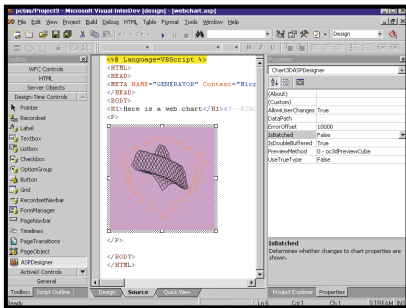 pctim/Project9 - Microsoft Visual InterDev [design] - [webchart.asp]
File Edit View Project Build Debug HTML Table Format Tools Window Help
Design
Toolbox
WFC Controls
HTML
Server Objects
Design-Time Controls
Pointer
Recordset
Label
Textbox
Listbox
Checkbox
OptionGroup
Button
Grid
RecordsetNavbar
FormManager
PageNavbar
Timelines
PageTransitions
PageObject
ASPDesigner
ActiveX Controls
General
Toolbox Script Outline
<%@ Language=VBScript %>
<HTML>
<HEAD>
<META NAME="GENERATOR" Content="Micr
</HEAD>
<BODY>
<H1>Here is a web chart</H1>
<P>
</P>
</BODY>
</HTML>
Design Source Quick View
Properties
Chart3DASPDesigner
(About)
(Custom)
AllowUserChanges True
DataPath
ErrorOffset 10000
IsBatched False
IsDoubleBuffered True
PreviewMethod 0 - oc3dPreviewCube
UseTrueType False
IsBatched
Determines whether changes to chart properties are shown.
Project Explorer Properties
Ready
Ln 6 Col 1 Ch 1 STREAM INS